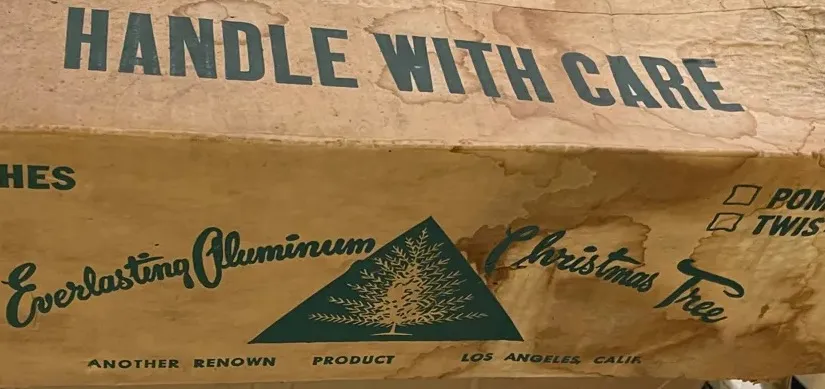 HANDLE WITH CARE
HES
POM
TWIS
Everlasting Aluminum Christmas Tree
ANOTHER RENOWN PRODUCT LOS ANGELES, CALIF.